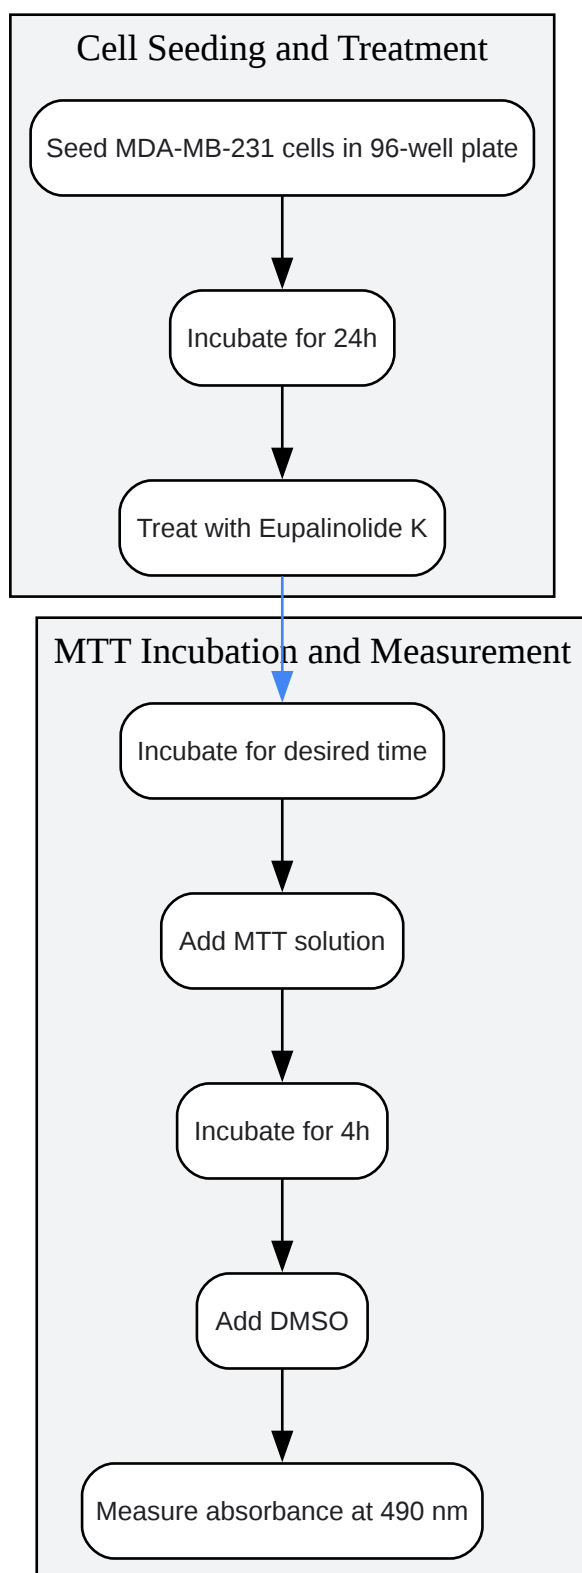 Cell Seeding and Treatment
Seed MDA-MB-231 cells in 96-well plate
Incubate for 24h
Treat with Eupalinolide K
MTT Incubation and Measurement
Incubate for desired time
Add MTT solution
Incubate for 4h
Add DMSO
Measure absorbance at 490 nm